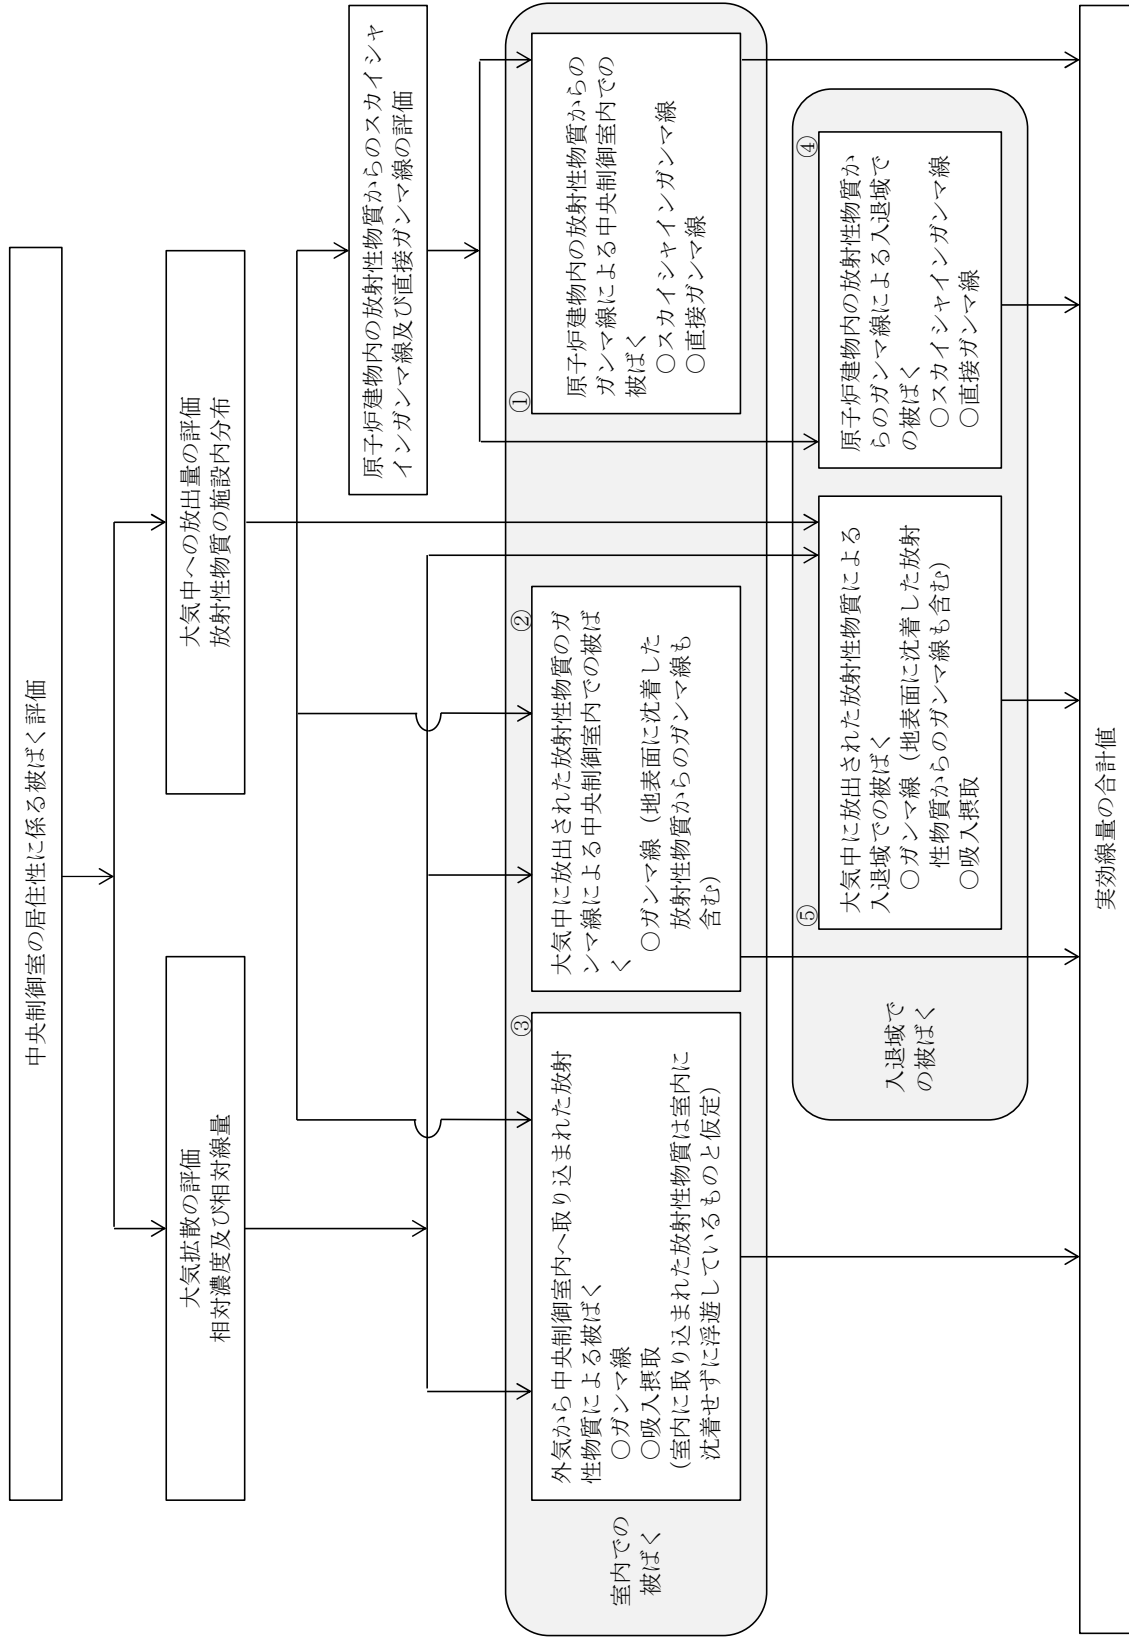 中央制御室の居住性に係る被ばく評価
大気拡散の評価
相対濃度及び相対線量
大気中への放出量の評価
放射性物質の施設内分布
原子炉建物内の放射性物質からのスカイシャ
インガンマ線及び直接ガンマ線の評価
室内での
被ばく
③
外気から中央制御室内へ取り込まれた放射
性物質による被ばく
○ガンマ線
○吸入摂取
(室内に取り込まれた放射性物質は室内に
沈着せずに浮遊しているものと仮定)
②
大気中に放出された放射性物質のガ
ンマ線による中央制御室内での被ば
く
○ガンマ線（地表面に沈着した
放射性物質からのガンマ線も
含む）
①
原子炉建物内の放射性物質からの
ガンマ線による中央制御室内での
被ばく
○スカイシャインガンマ線
○直接ガンマ線
入退域で
の被ばく
⑤
大気中に放出された放射性物質による
入退域での被ばく
○ガンマ線（地表面に沈着した放射
性物質からのガンマ線も含む）
○吸入摂取
④
原子炉建物内の放射性物質か
らのガンマ線による入退域で
の被ばく
○スカイシャインガンマ線
○直接ガンマ線
実効線量の合計値